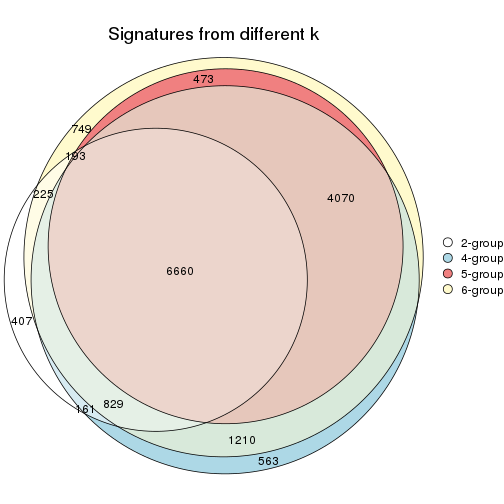 Signatures from different k
473
749
193
225
4070
6660
407
161
829
1210
563
2-group
4-group
5-group
6-group